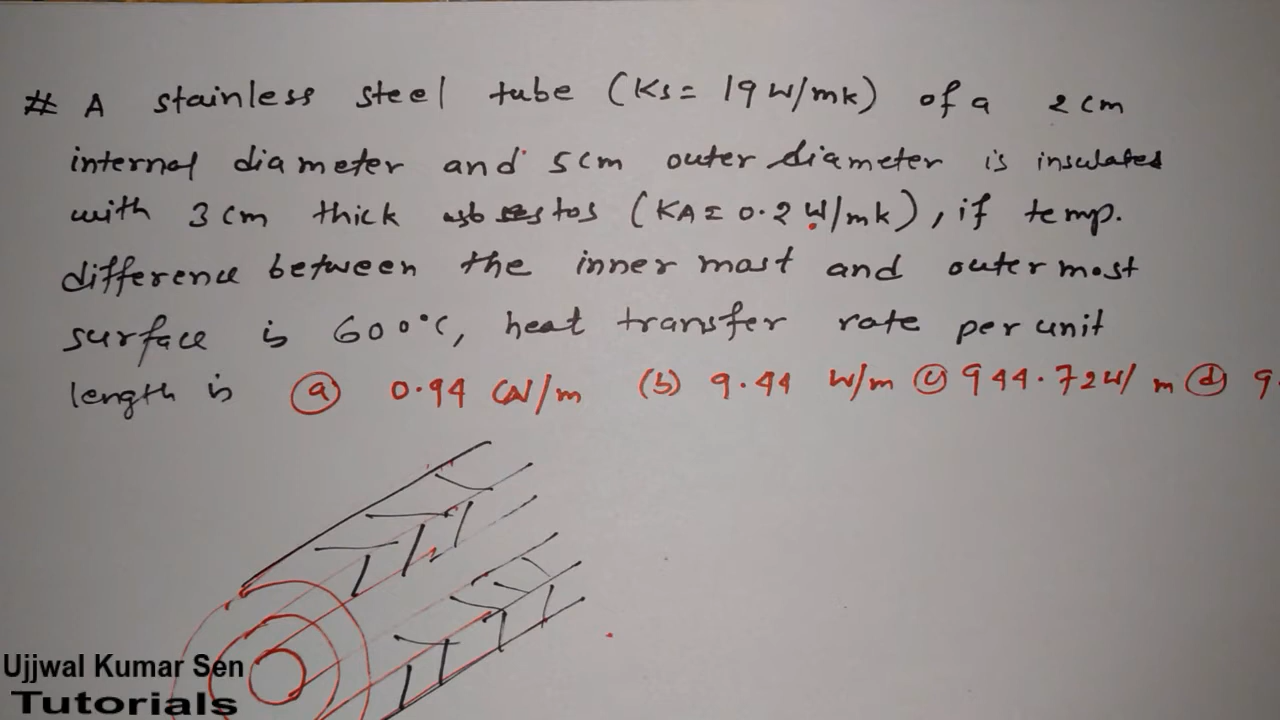 # A stainless steel tube (Ks = 19 W/mk) of a 2cm
internal diameter and 5cm outer diameter is insulated
with 3cm thick asbestos (KA = 0.2 W/mk), if temp.
difference between the inner most and outer most
surface is 600°C, heat transfer rate per unit
length is (a) 0.94 W/m (b) 9.44 W/m (c) 944.72 W/m (d) 9.
Ujjwal Kumar Sen
Tutorials